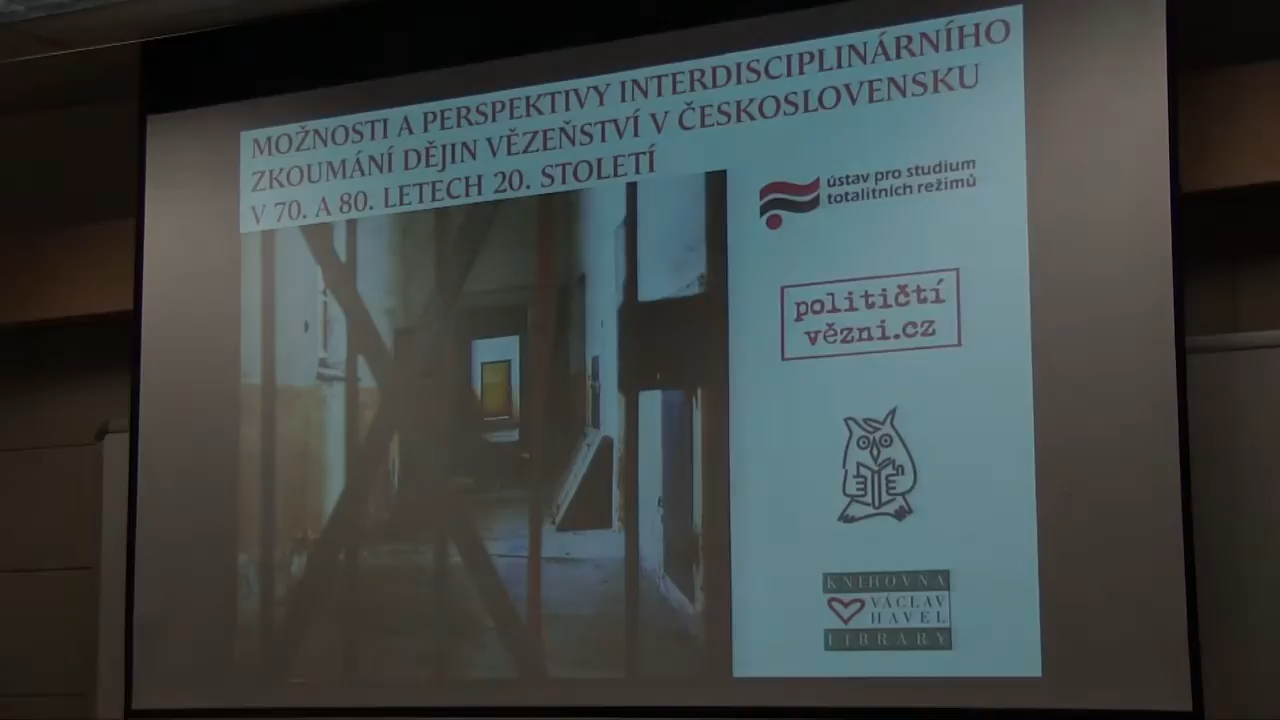 MOŽNOSTI A PERSPEKTIVY INTERDISCIPLINÁRNÍHO
ZKOUMÁNÍ DĚJIN VĚZEŇSTVÍ V ČESKOSLOVENSKU
V 70. A 80. LETECH 20. STOLETÍ
ústav pro studium
totalitních režimů
političtí
vězni.cz
KNIHOVNA
VÁCLAV
HAVEL
LIBRARY